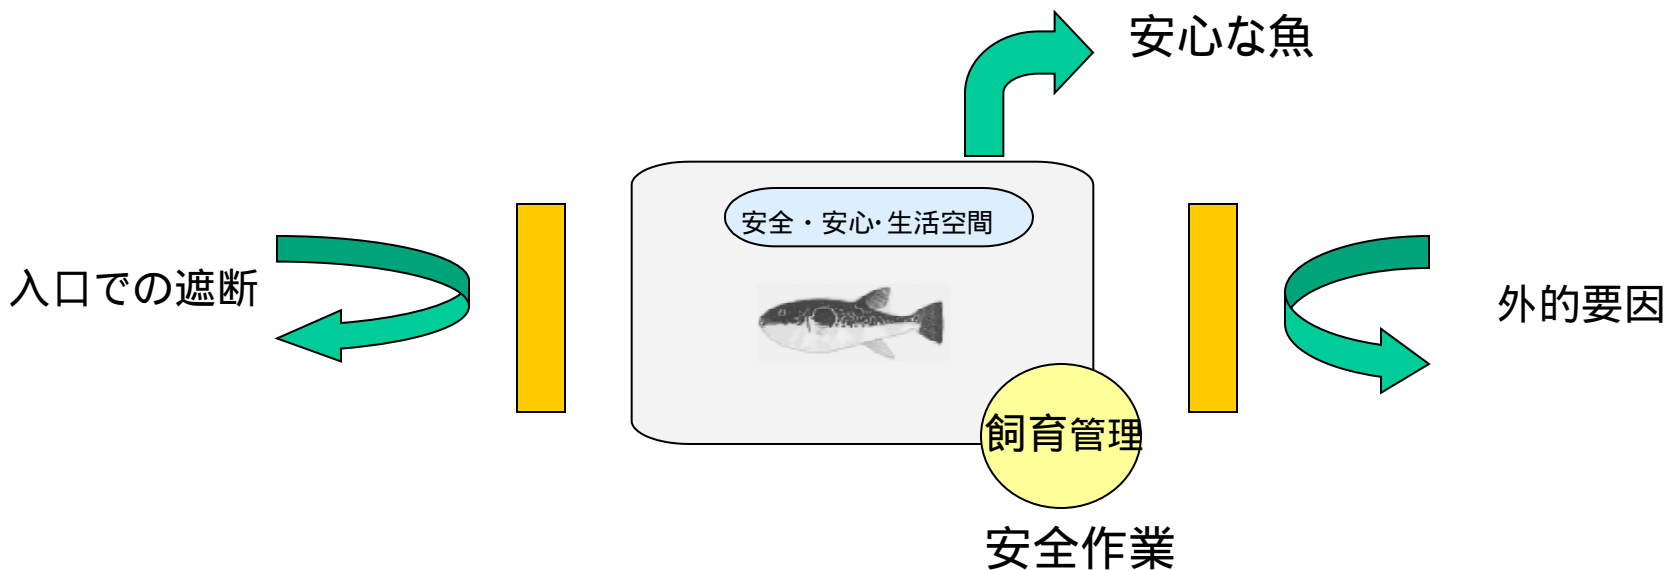 安心な魚
安全・安心・生活空間
入口での遮断
外的要因
飼育管理
安全作業